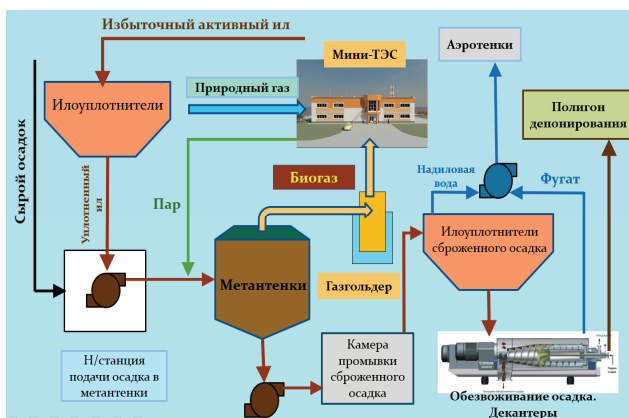 Избыточный активный ил
Мини-ТЭС
Аэротенки
Илоуплотнители
Природный газ
Полигон
депонирования
Сырой осадок
Уплотненный
ил
Пар
Биогаз
Надиловая
вода
Фугат
Илоуплотнители
сброженного осадка
Метантенки
Газгольдер
Н/станция
подачи осадка в
метантенки
Камера
промывки
сброженного
осадка
Обезвоживание осадка.
Декантеры